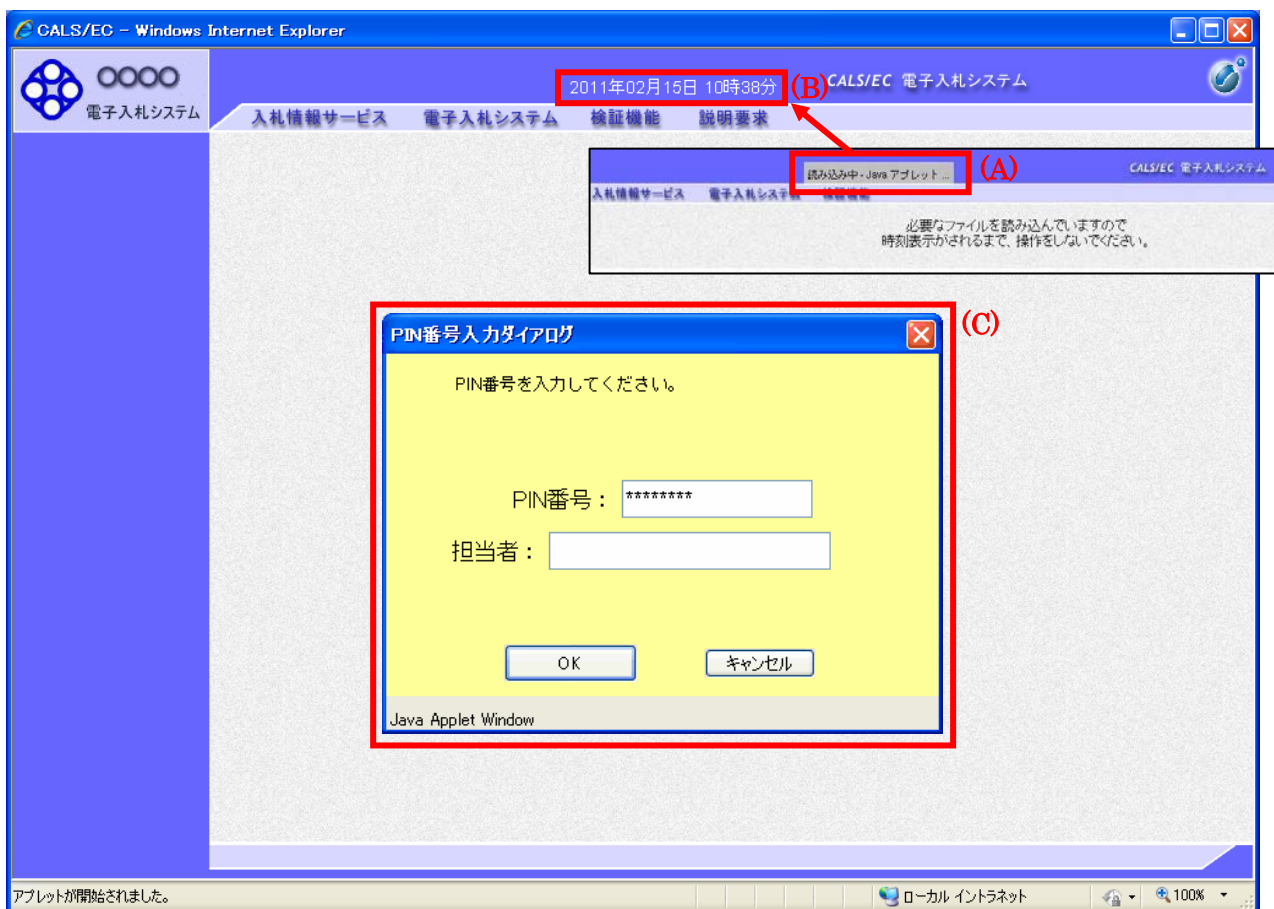 CALS/EC - Windows Internet Explorer
OOOO
電子入札システム
2011年02月15日 10時38分
(B)
CALS/EC 電子入札システム
入札情報サービス 電子入札システム 検証機能 説明要求
読み込み中 - Java アプレット ...
(A)
CALS/EC 電子入札システム
入札情報サービス 電子入札システム 検証機能
必要なファイルを読み込んでいますので
時刻表示がされるまで、操作をしないでください。
(C)
PIN番号入力ダイアログ
PIN番号を入力してください。
PIN番号： ********
担当者：
OK キャンセル
Java Applet Window
アプレットが開始されました。 ローカル イントラネット 100%